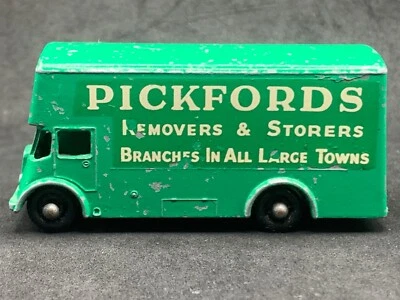 PICKFORDS
REMOVERS & STORERS
BRANCHES IN ALL LARGE TOWNS